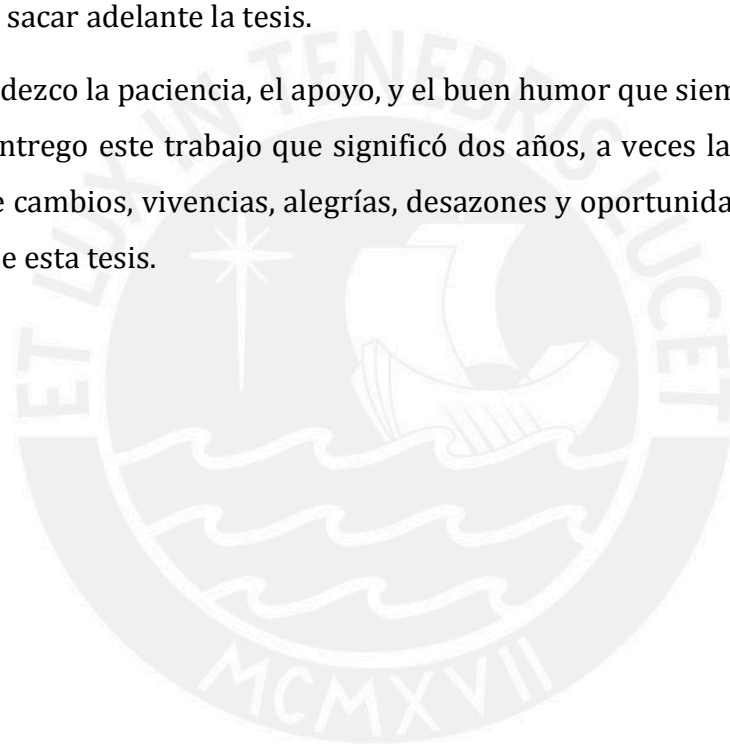 sacar adelante la tesis.
dezco la paciencia, el apoyo, y el buen humor que siem
ntrego este trabajo que significó dos años, a veces la
e cambios, vivencias, alegrías, desazones y oportunida
e esta tesis.
ET LUX IN TENEBRIS LUCET
MCMXVII